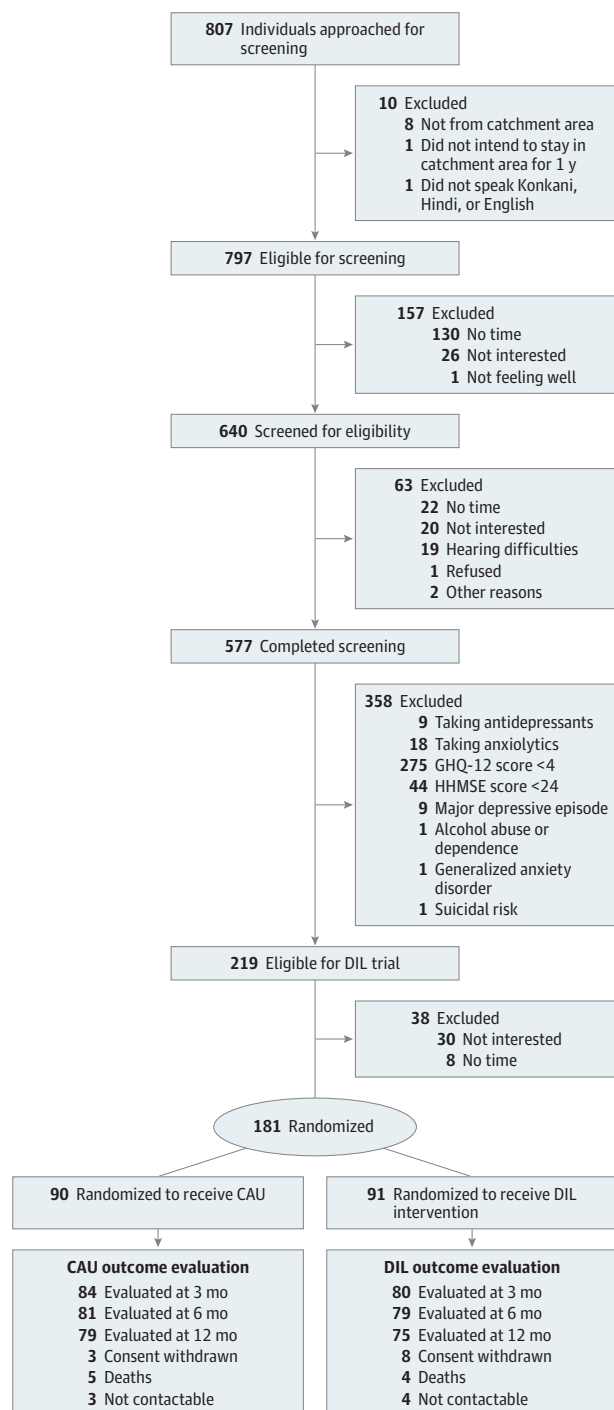 807 Individuals approached for
screening
10 Excluded
8 Not from catchment area
1 Did not intend to stay in
catchment area for 1 y
1 Did not speak Konkani,
Hindi, or English
797 Eligible for screening
157 Excluded
130 No time
26 Not interested
1 Not feeling well
640 Screened for eligibility
63 Excluded
22 No time
20 Not interested
19 Hearing difficulties
1 Refused
2 Other reasons
577 Completed screening
358 Excluded
9 Taking antidepressants
18 Taking anxiolytics
275 GHQ-12 score <4
44 HHMSE score <24
9 Major depressive episode
1 Alcohol abuse or
dependence
1 Generalized anxiety
disorder
1 Suicidal risk
219 Eligible for DIL trial
38 Excluded
30 Not interested
8 No time
181 Randomized
90 Randomized to receive CAU
91 Randomized to receive DIL
intervention
CAU outcome evaluation
84 Evaluated at 3 mo
81 Evaluated at 6 mo
79 Evaluated at 12 mo
3 Consent withdrawn
5 Deaths
3 Not contactable
DIL outcome evaluation
80 Evaluated at 3 mo
79 Evaluated at 6 mo
75 Evaluated at 12 mo
8 Consent withdrawn
4 Deaths
4 Not contactable